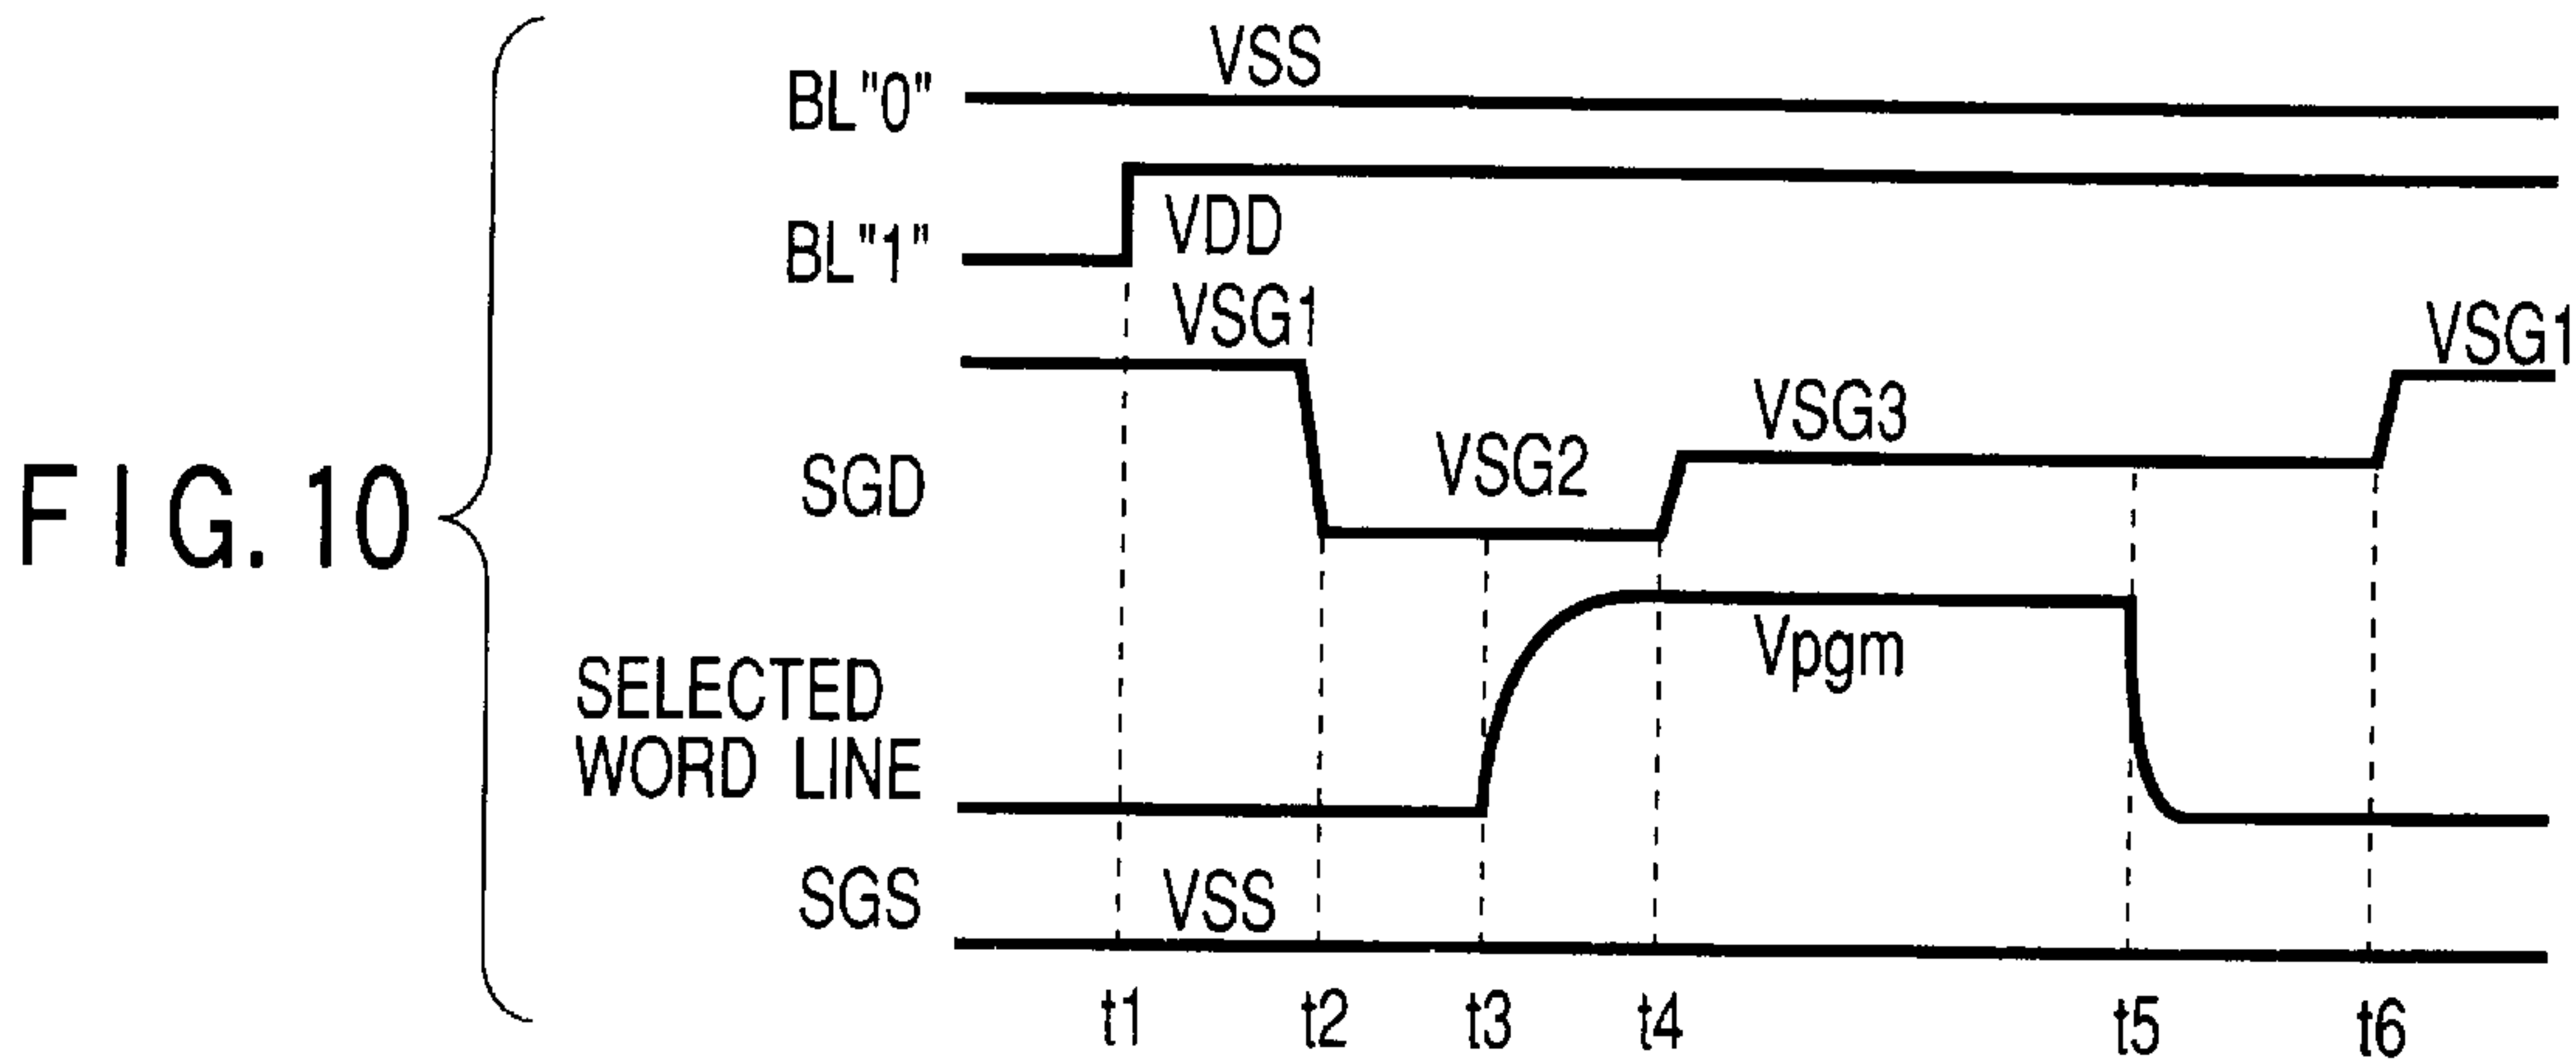 FIG. 10
BL"0"
VSS
BL"1"
VDD
SGD
VSG1
VSG2
VSG3
VSG1
SELECTED
WORD LINE
Vpgm
SGS
VSS
t1 t2 t3 t4 t5 t6